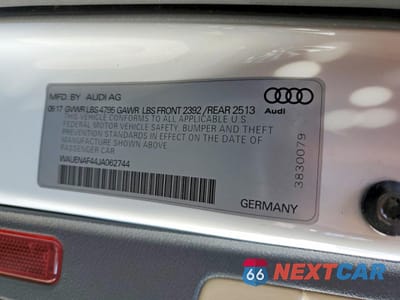 MFD BY AUDI AG
06 17 GVWR LBS 4795 GAWR LBS FRONT 2392 / REAR 2513
THIS VEHICLE CONFORMS TO ALL APPLICABLE
FEDERAL MOTOR VEHICLE SAFETY, BUMPER AND THEFT
PREVENTION STANDARDS IN EFFECT ON THE DATE OF
MANUFACTURE SHOWN ABOVE
PASSENGER CAR
WAUENAF44JA062744
Audi
3830079
GERMANY
66 NEXTCAR